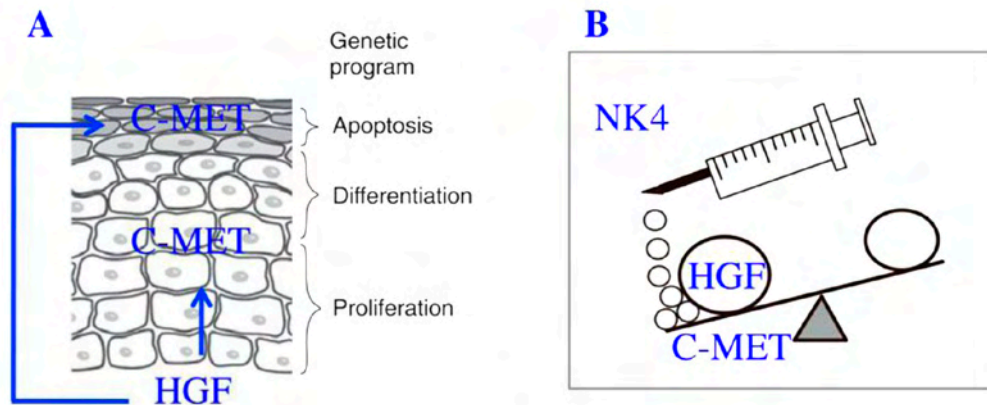 A
Genetic
program
C-MET
Apoptosis
Differentiation
C-MET
Proliferation
HGF
B
NK4
HGF
C-MET